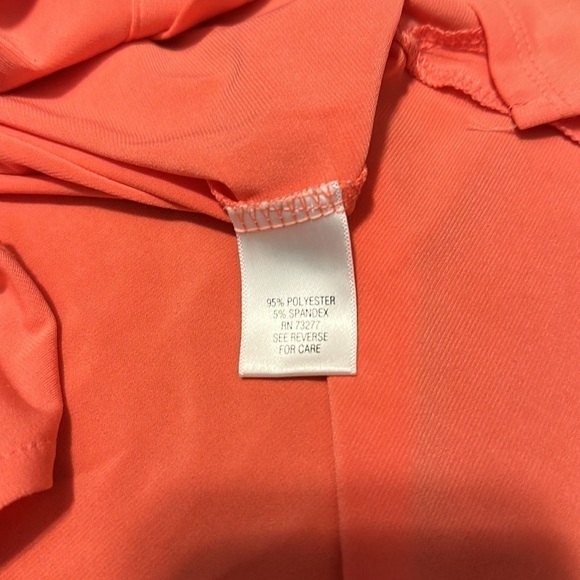 95% POLYESTER
5% SPANDEX
RN 73277
SEE REVERSE
FOR CARE